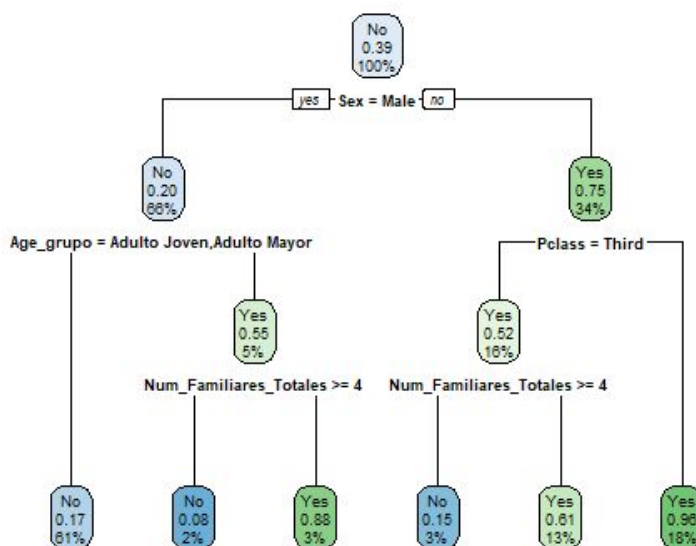 No
0.39
100%
yes Sex = Male no
No
0.20
66%
Yes
0.75
34%
Age_grupo = Adulto Joven,Adulto Mayor
Pclass = Third
Yes
0.55
5%
Yes
0.52
16%
Num_Familiares_Totales >= 4
Num_Familiares_Totales >= 4
No
0.17
61%
No
0.08
2%
Yes
0.88
3%
No
0.15
3%
Yes
0.61
13%
Yes
0.96
18%